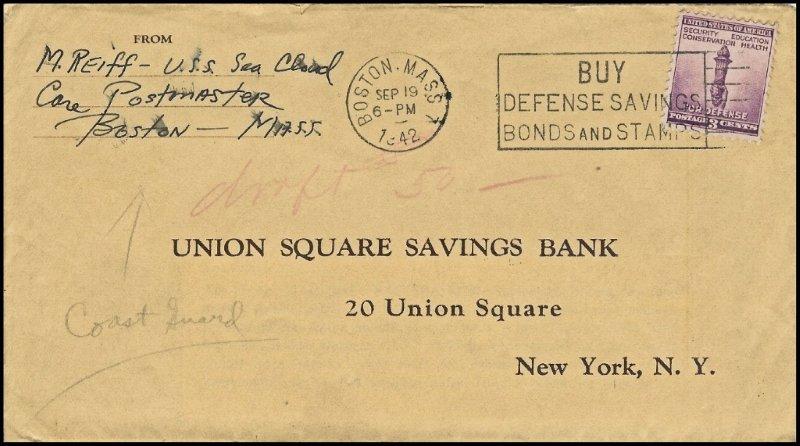 FROM
M. REIFF - U.S.S. Sea Cloud
Care POSTMASTER
BOSTON — MASS.
BOSTON. MASS.
SEP 19
6-PM
1942
BUY
DEFENSE SAVINGS
BONDS AND STAMPS
UNITED STATES OF AMERICA
SECURITY EDUCATION
CONSERVATION HEALTH
FOR DEFENSE
POSTAGE 3 CENTS
draft 50 —
UNION SQUARE SAVINGS BANK
20 Union Square
New York, N. Y.
Coast Guard